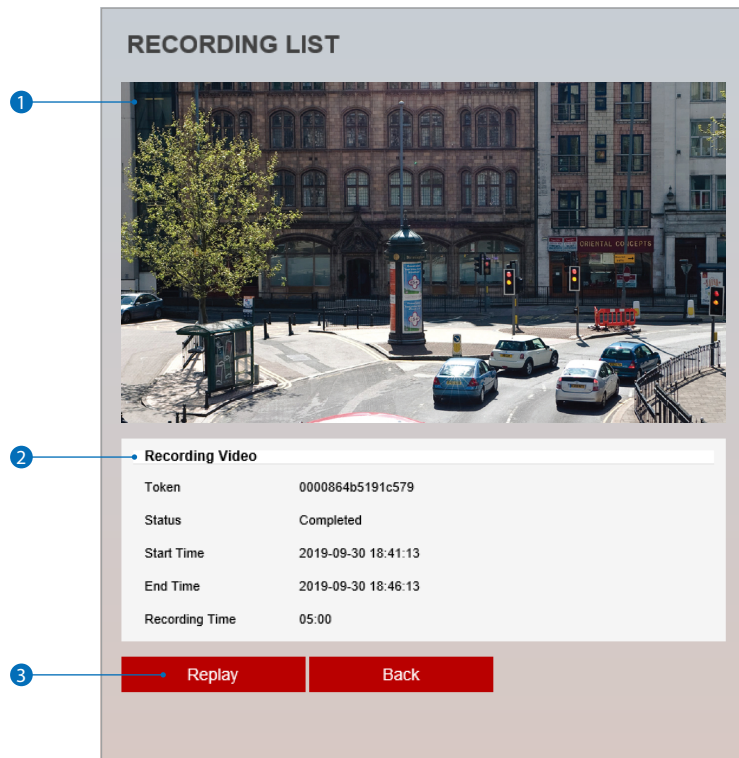 RECORDING LIST
1
ORIENTAL CONCEPTS
2
Recording Video
Token 0000864b5191c579
Status Completed
Start Time 2019-09-30 18:41:13
End Time 2019-09-30 18:46:13
Recording Time 05:00
3
Replay Back